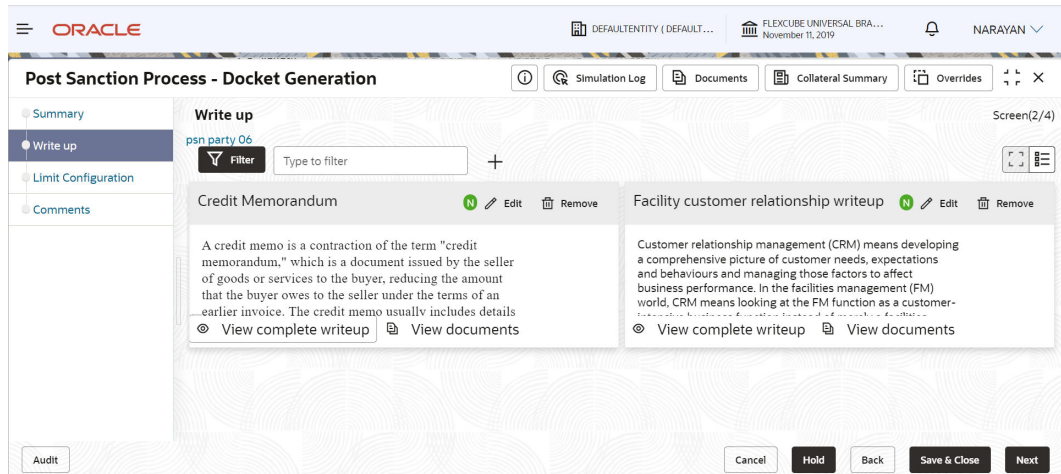 ORACLE
DEFAULTENTITY ( DEFAULT...
FLEXCUBE UNIVERSAL BRA...
November 11, 2019
NARAYAN
Post Sanction Process - Docket Generation
Simulation Log
Documents
Collateral Summary
Overrides
Summary
Write up
Limit Configuration
Comments
Write up
Screen(2/4)
psn party 06
Filter
Type to filter
Credit Memorandum
N
Edit
Remove
A credit memo is a contraction of the term "credit
memorandum," which is a document issued by the seller
of goods or services to the buyer, reducing the amount
that the buyer owes to the seller under the terms of an
earlier invoice. The credit memo usually includes details
View complete writeup
View documents
Facility customer relationship writeup
N
Edit
Remove
Customer relationship management (CRM) means developing
a comprehensive picture of customer needs, expectations
and behaviours and managing those factors to affect
business performance. In the facilities management (FM)
world, CRM means looking at the FM function as a customer-
View complete writeup
View documents
Audit
Cancel
Hold
Back
Save & Close
Next